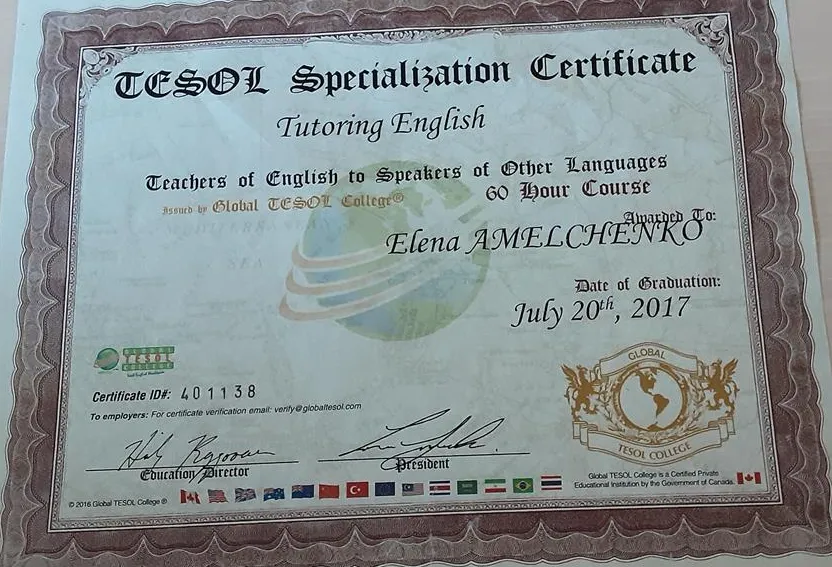 TESOL Specialization Certificate
Tutoring English
Teachers of English to Speakers of Other Languages
Issued by Global TESOL College® 60 Hour Course
Awarded To:
Elena AMELCHENKO
Date of Graduation:
July 20th, 2017
GLOBAL
TESOL
COLLEGE
Certificate ID#: 401138
To employers: For certificate verification email: verify@globaltesol.com
GLOBAL
TESOL COLLEGE
Education Director
President
Global TESOL College is a Certified Private
Educational Institution by the Government of Canada.
© 2016 Global TESOL College ®